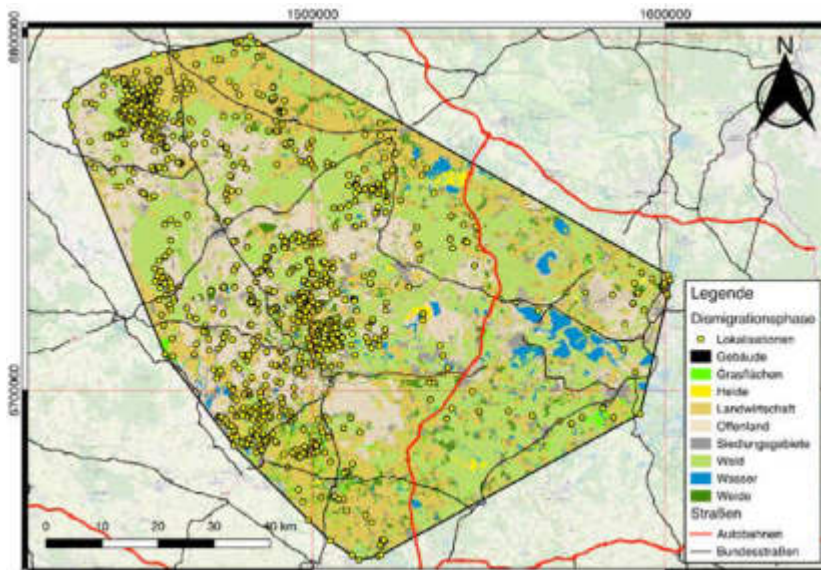 1500000
1600000
6800000
N
6700000
Legende
Dismigrationsphase
Lokalisationen
Gebäude
Grasflächen
Heide
Landwirtschaft
Offenland
Siedlungsgebiete
Wald
Wasser
Weide
Straßen
Autobahnen
Bundesstraßen
0 10 20 30 40 km